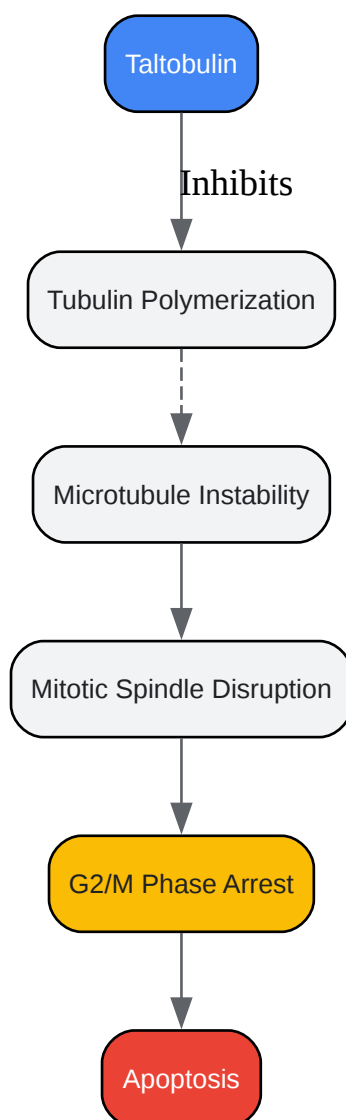 Taltobulin
Inhibits
Tubulin Polymerization
Microtubule Instability
Mitotic Spindle Disruption
G2/M Phase Arrest
Apoptosis